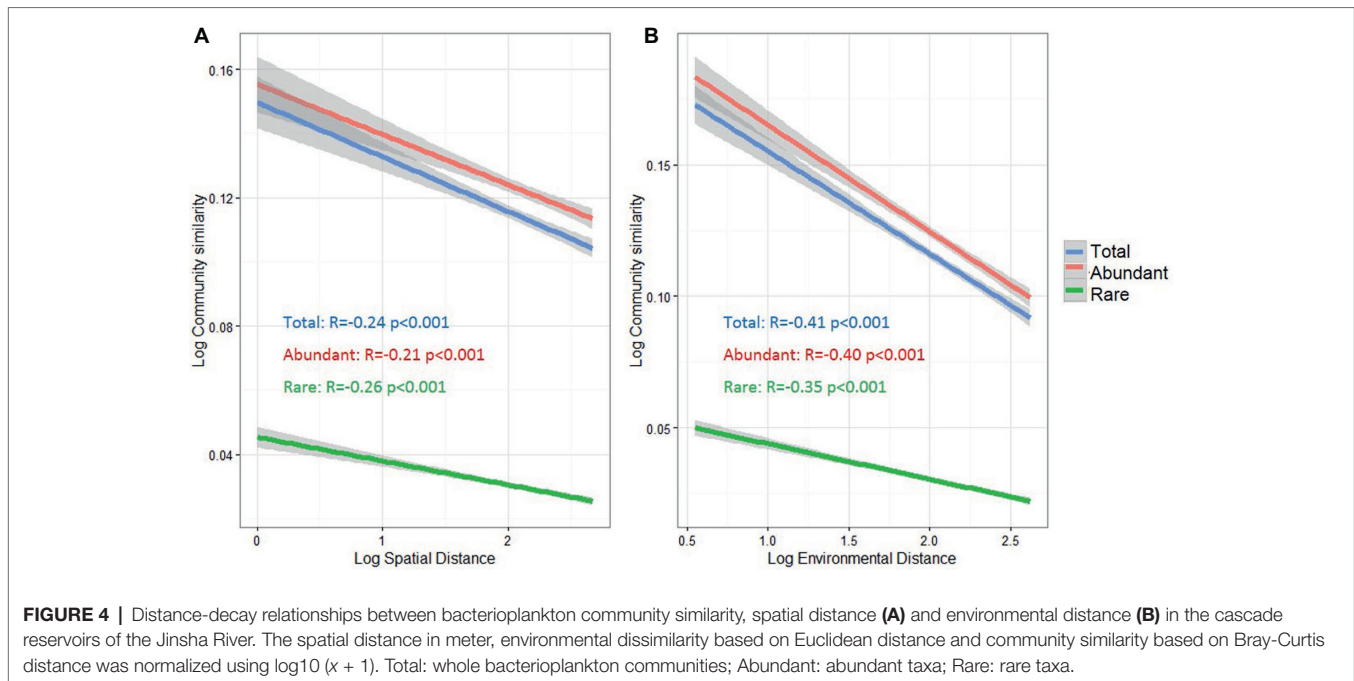 A
0.16
0.12
0.08
0.04
Log Community similarity
Total: R=-0.24 p<0.001
Abundant: R=-0.21 p<0.001
Rare: R=-0.26 p<0.001
0
1
2
Log Spatial Distance
B
0.15
0.10
0.05
Log Community similarity
Total: R=-0.41 p<0.001
Abundant: R=-0.40 p<0.001
Rare: R=-0.35 p<0.001
0.5
1.0
1.5
2.0
2.5
Log Environmental Distance
Total
Abundant
Rare
FIGURE 4 | Distance-decay relationships between bacterioplankton community similarity, spatial distance (A) and environmental distance (B) in the cascade
reservoirs of the Jinsha River. The spatial distance in meter, environmental dissimilarity based on Euclidean distance and community similarity based on Bray-Curtis
distance was normalized using log10 (x + 1). Total: whole bacterioplankton communities; Abundant: abundant taxa; Rare: rare taxa.